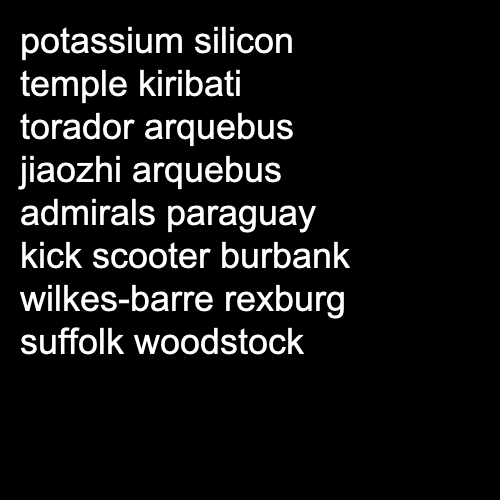 potassium silicon
temple kiribati
torador arquebus
jiaozhi arquebus
admirals paraguay
kick scooter burbank
wilkes-barre rexburg
suffolk woodstock